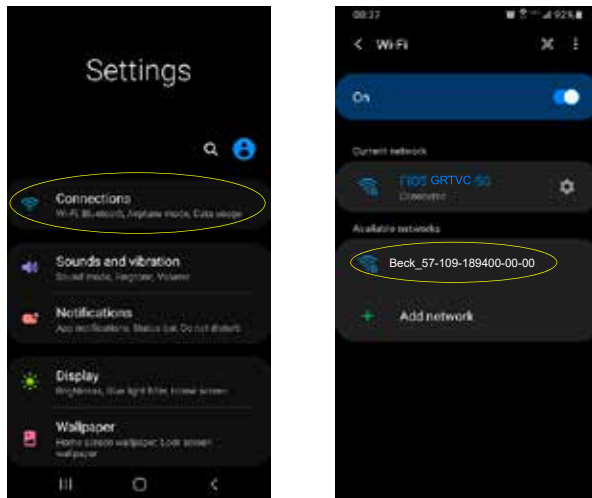 Settings
Connections
Wi-Fi, Bluetooth, Airplane mode, Data usage
Sounds and vibration
Sound mode, Ringtone, Volume
Notifications
App notifications, Status bar, Do not disturb
Display
Brightness, Blue light filter, Home screen
Wallpaper
Home screen wallpaper, Lock screen
wallpaper
08:37
92%
Wi-Fi
On
Current network
FiOS GRTVC-50
Connected
Available networks
Beck_57-109-189400-00-00
Add network